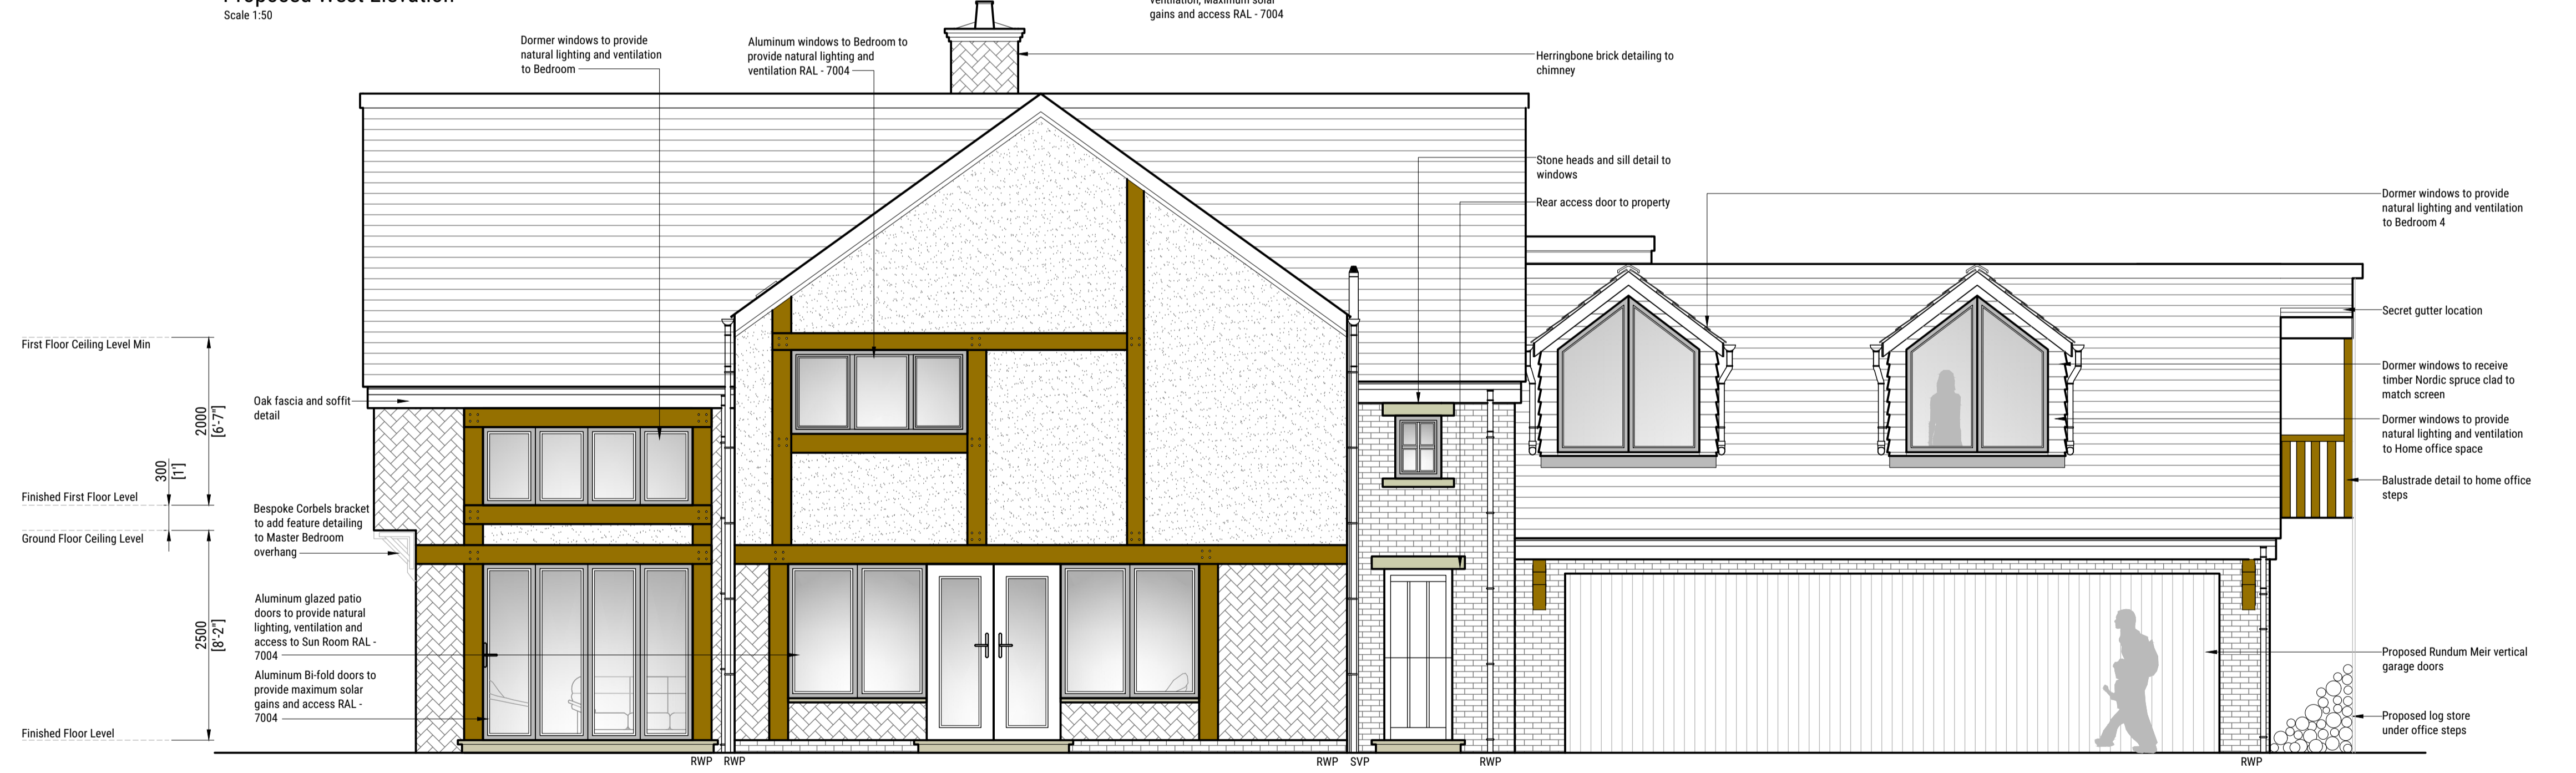 Proposed West Elevation
Scale 1:50
ventilation, Maximum solar
gains and access RAL - 7004
Dormer windows to provide
natural lighting and ventilation
to Bedroom
Aluminum windows to Bedroom to
provide natural lighting and
ventilation RAL - 7004
Herringbone brick detailing to
chimney
Stone heads and sill detail to
windows
Rear access door to property
Dormer windows to provide
natural lighting and ventilation
to Bedroom 4
Secret gutter location
Dormer windows to receive
timber Nordic spruce clad to
match screen
Dormer windows to provide
natural lighting and ventilation
to Home office space
Balustrade detail to home office
steps
Proposed Rundum Meir vertical
garage doors
Proposed log store
under office steps
First Floor Ceiling Level Min
2000
[6'-7"]
300
[1']
Finished First Floor Level
Ground Floor Ceiling Level
2500
[8'-2"]
Finished Floor Level
Oak fascia and soffit
detail
Bespoke Corbels bracket
to add feature detailing
to Master Bedroom
overhang
Aluminum glazed patio
doors to provide natural
lighting, ventilation and
access to Sun Room RAL -
7004
Aluminum Bi-fold doors to
provide maximum solar
gains and access RAL -
7004
RWP RWP RWP SVP RWP RWP